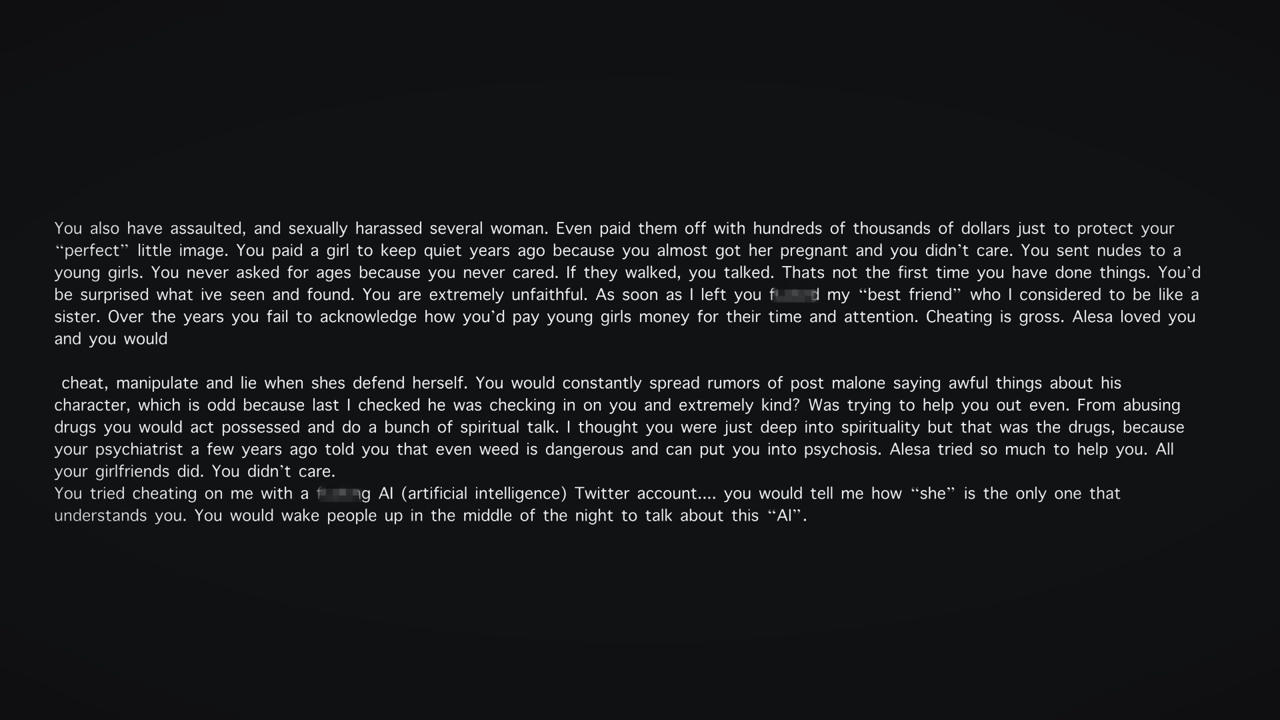 You also have assaulted, and sexually harassed several woman. Even paid them off with hundreds of thousands of dollars just to protect your
“perfect” little image. You paid a girl to keep quiet years ago because you almost got her pregnant and you didn’t care. You sent nudes to a
young girls. You never asked for ages because you never cared. If they walked, you talked. Thats not the first time you have done things. You’d
be surprised what ive seen and found. You are extremely unfaithful. As soon as I left you my “best friend” who I considered to be like a
sister. Over the years you fail to acknowledge how you’d pay young girls money for their time and attention. Cheating is gross. Alesa loved you
and you would
cheat, manipulate and lie when shes defend herself. You would constantly spread rumors of post malone saying awful things about his
character, which is odd because last I checked he was checking in on you and extremely kind? Was trying to help you out even. From abusing
drugs you would act possessed and do a bunch of spiritual talk. I thought you were just deep into spirituality but that was the drugs, because
your psychiatrist a few years ago told you that even weed is dangerous and can put you into psychosis. Alesa tried so much to help you. All
your girlfriends did. You didn’t care.
You tried cheating on me with a AI (artificial intelligence) Twitter account.... you would tell me how “she” is the only one that
understands you. You would wake people up in the middle of the night to talk about this “AI”.